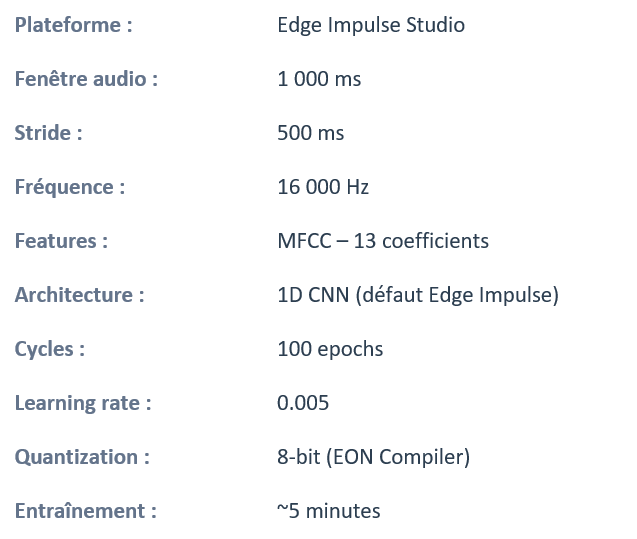 Plateforme : Edge Impulse Studio
Fenêtre audio : 1 000 ms
Stride : 500 ms
Fréquence : 16 000 Hz
Features : MFCC – 13 coefficients
Architecture : 1D CNN (défaut Edge Impulse)
Cycles : 100 epochs
Learning rate : 0.005
Quantization : 8-bit (EON Compiler)
Entraînement : ~5 minutes